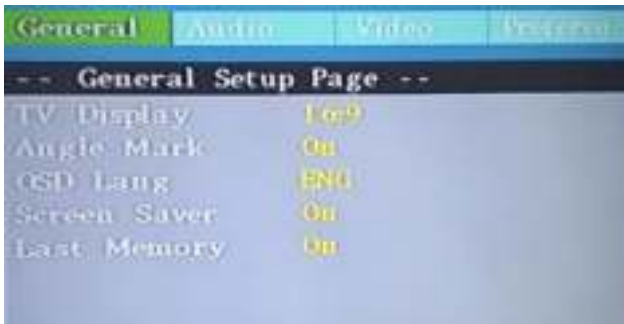 General Audio Video Preference
-- General Setup Page --
TV Display 16:9
Angle Mark On
OSD Lang ENG
Screen Saver On
Last Memory On